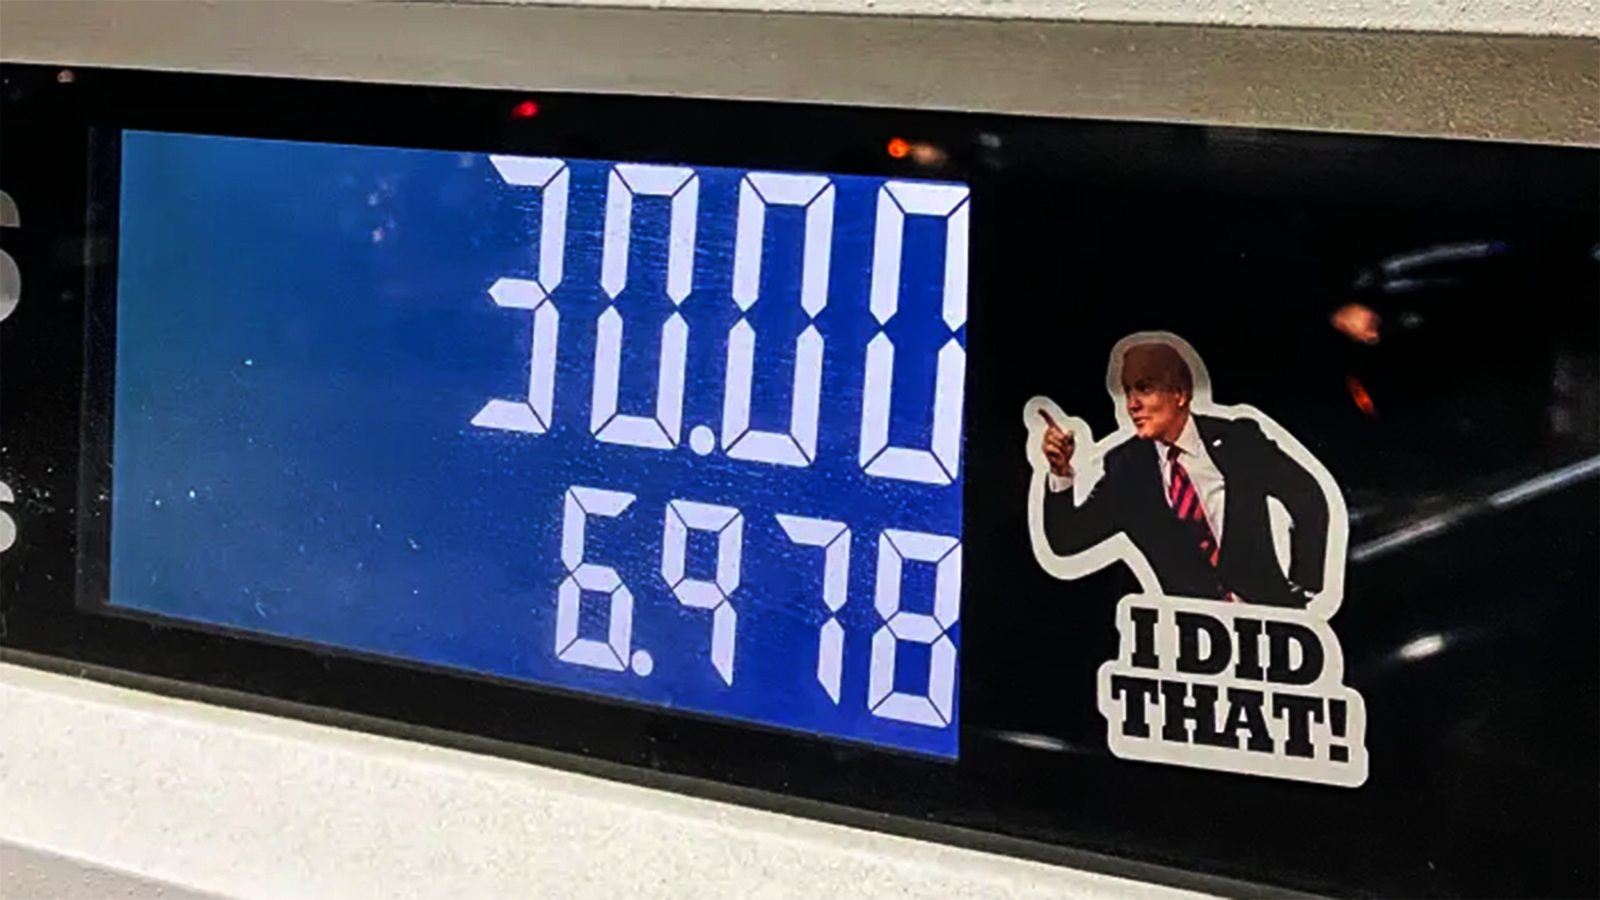 30.00
6.978
I DID
THAT!